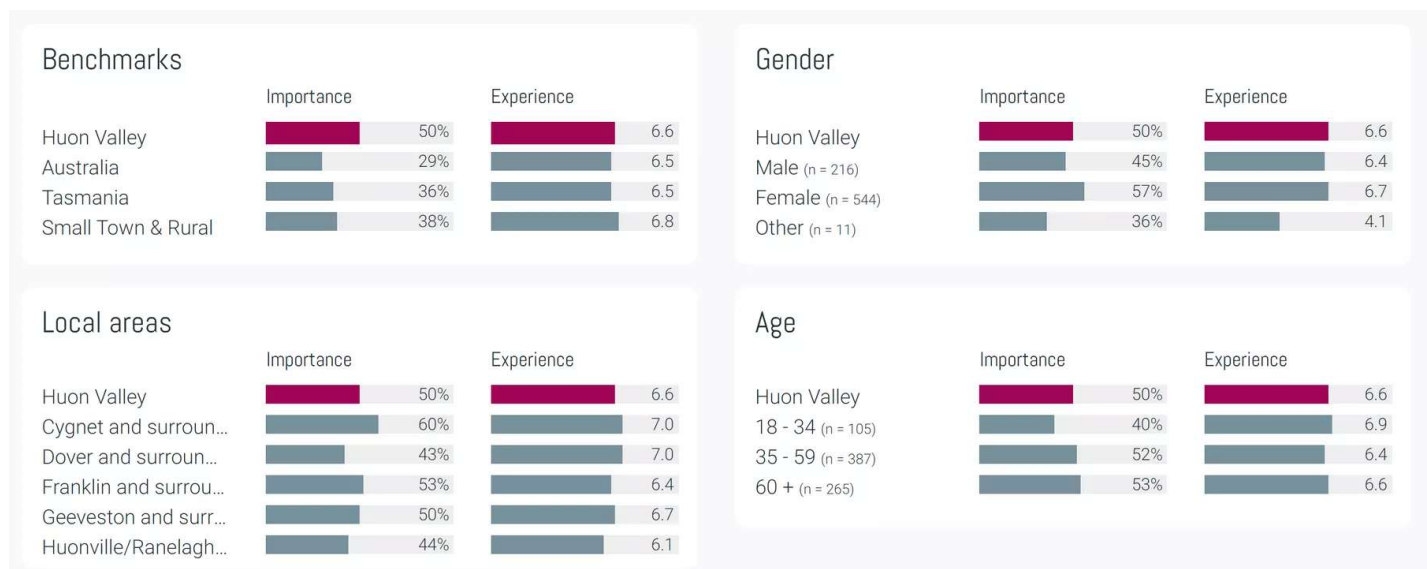 Benchmarks
Importance Experience
Huon Valley 50% 6.6
Australia 29% 6.5
Tasmania 36% 6.5
Small Town & Rural 38% 6.8
Gender
Importance Experience
Huon Valley 50% 6.6
Male (n = 216) 45% 6.4
Female (n = 544) 57% 6.7
Other (n = 11) 36% 4.1
Local areas
Importance Experience
Huon Valley 50% 6.6
Cygnet and surroun... 60% 7.0
Dover and surroun... 43% 7.0
Franklin and surrou... 53% 6.4
Geeveston and surr... 50% 6.7
Huonville/Ranelagh... 44% 6.1
Age
Importance Experience
Huon Valley 50% 6.6
18 - 34 (n = 105) 40% 6.9
35 - 59 (n = 387) 52% 6.4
60 + (n = 265) 53% 6.6